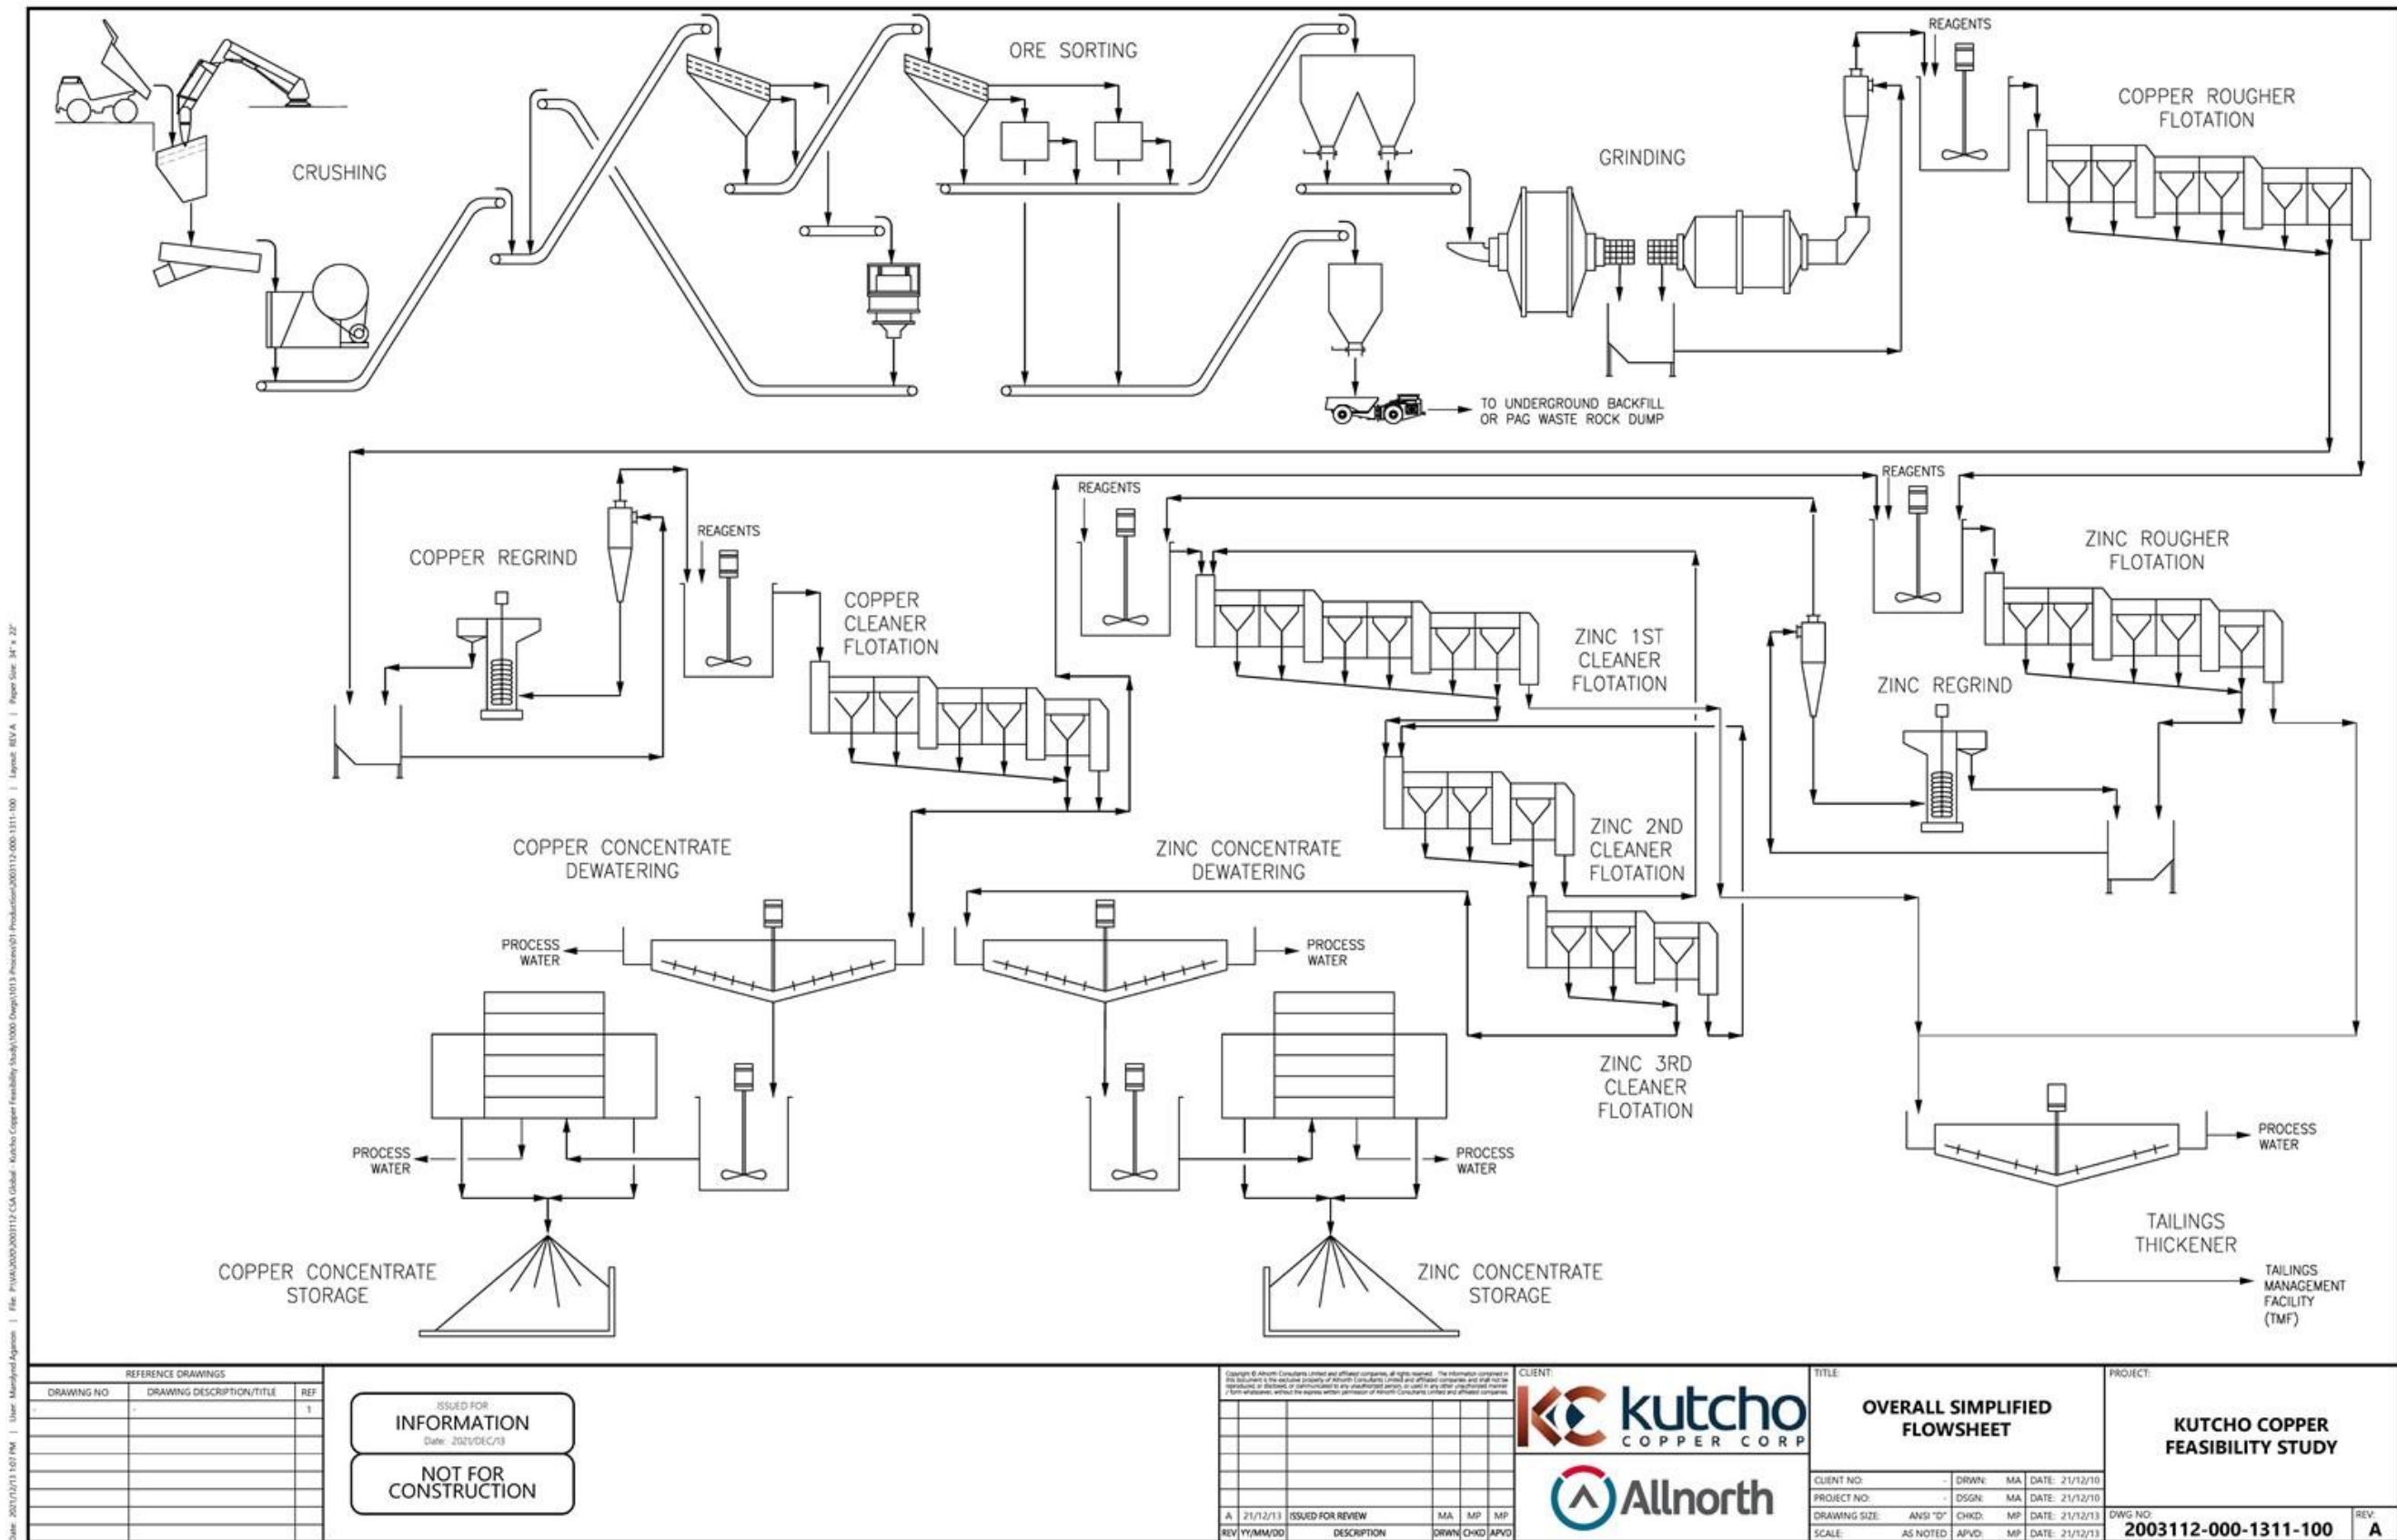 ORE SORTING
REAGENTS
COPPER ROUGHER
FLOTATION
CRUSHING
GRINDING
TO UNDERGROUND BACKFILL
OR PAG WASTE ROCK DUMP
REAGENTS
REAGENTS
REAGENTS
COPPER REGRIND
ZINC ROUGHER
FLOTATION
COPPER
CLEANER
FLOTATION
ZINC 1ST
CLEANER
FLOTATION
ZINC REGRIND
COPPER CONCENTRATE
DEWATERING
ZINC CONCENTRATE
DEWATERING
ZINC 2ND
CLEANER
FLOTATION
PROCESS
WATER
PROCESS
WATER
ZINC 3RD
CLEANER
FLOTATION
PROCESS
WATER
PROCESS
WATER
PROCESS
WATER
TAILINGS
THICKENER
COPPER CONCENTRATE
STORAGE
ZINC CONCENTRATE
STORAGE
TAILINGS
MANAGEMENT
FACILITY
(TMF)
REFERENCE DRAWINGS
DRAWING NO DRAWING DESCRIPTION/TITLE REF
- - 1
ISSUED FOR
INFORMATION
Date: 2021/DEC/13
NOT FOR
CONSTRUCTION
A 21/12/13 ISSUED FOR REVIEW MA MP MP
REV YY/MM/DD DESCRIPTION DRWN CHKD APVD
CLIENT:
KC kutcho
COPPER CORP
Allnorth
TITLE:
OVERALL SIMPLIFIED
FLOWSHEET
CLIENT NO: - DRWN: MA DATE: 21/12/10
PROJECT NO: - DSGN: MA DATE: 21/12/10
DRAWING SIZE: ANSI "D" CHKD: MP DATE: 21/12/13
SCALE: AS NOTED APVD: MP DATE: 21/12/13
PROJECT:
KUTCHO COPPER
FEASIBILITY STUDY
DWG NO: REV:
2003112-000-1311-100 A